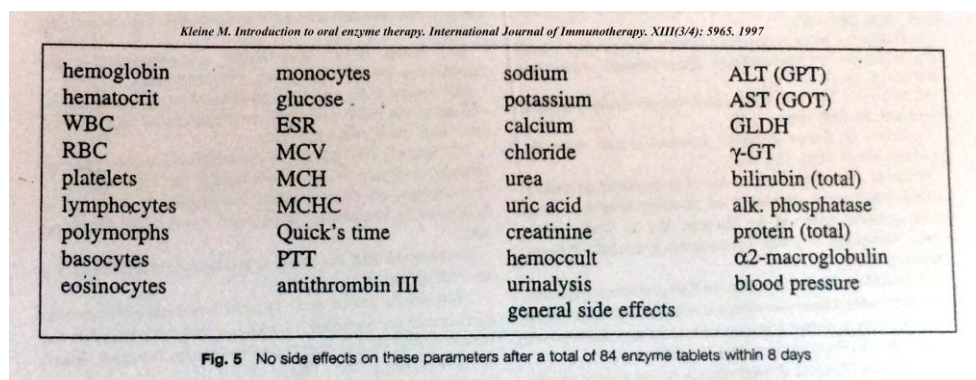 Kleine M. Introduction to oral enzyme therapy. International Journal of Immunotherapy. XIII(3/4): 5965. 1997
hemoglobin monocytes sodium ALT (GPT)
hematocrit glucose potassium AST (GOT)
WBC ESR calcium GLDH
RBC MCV chloride γ-GT
platelets MCH urea bilirubin (total)
lymphocytes MCHC uric acid alk. phosphatase
polymorphs Quick's time creatinine protein (total)
basocytes PTT hemoccult α2-macroglobulin
eosinocytes antithrombin III urinalysis blood pressure
general side effects
Fig. 5 No side effects on these parameters after a total of 84 enzyme tablets within 8 days